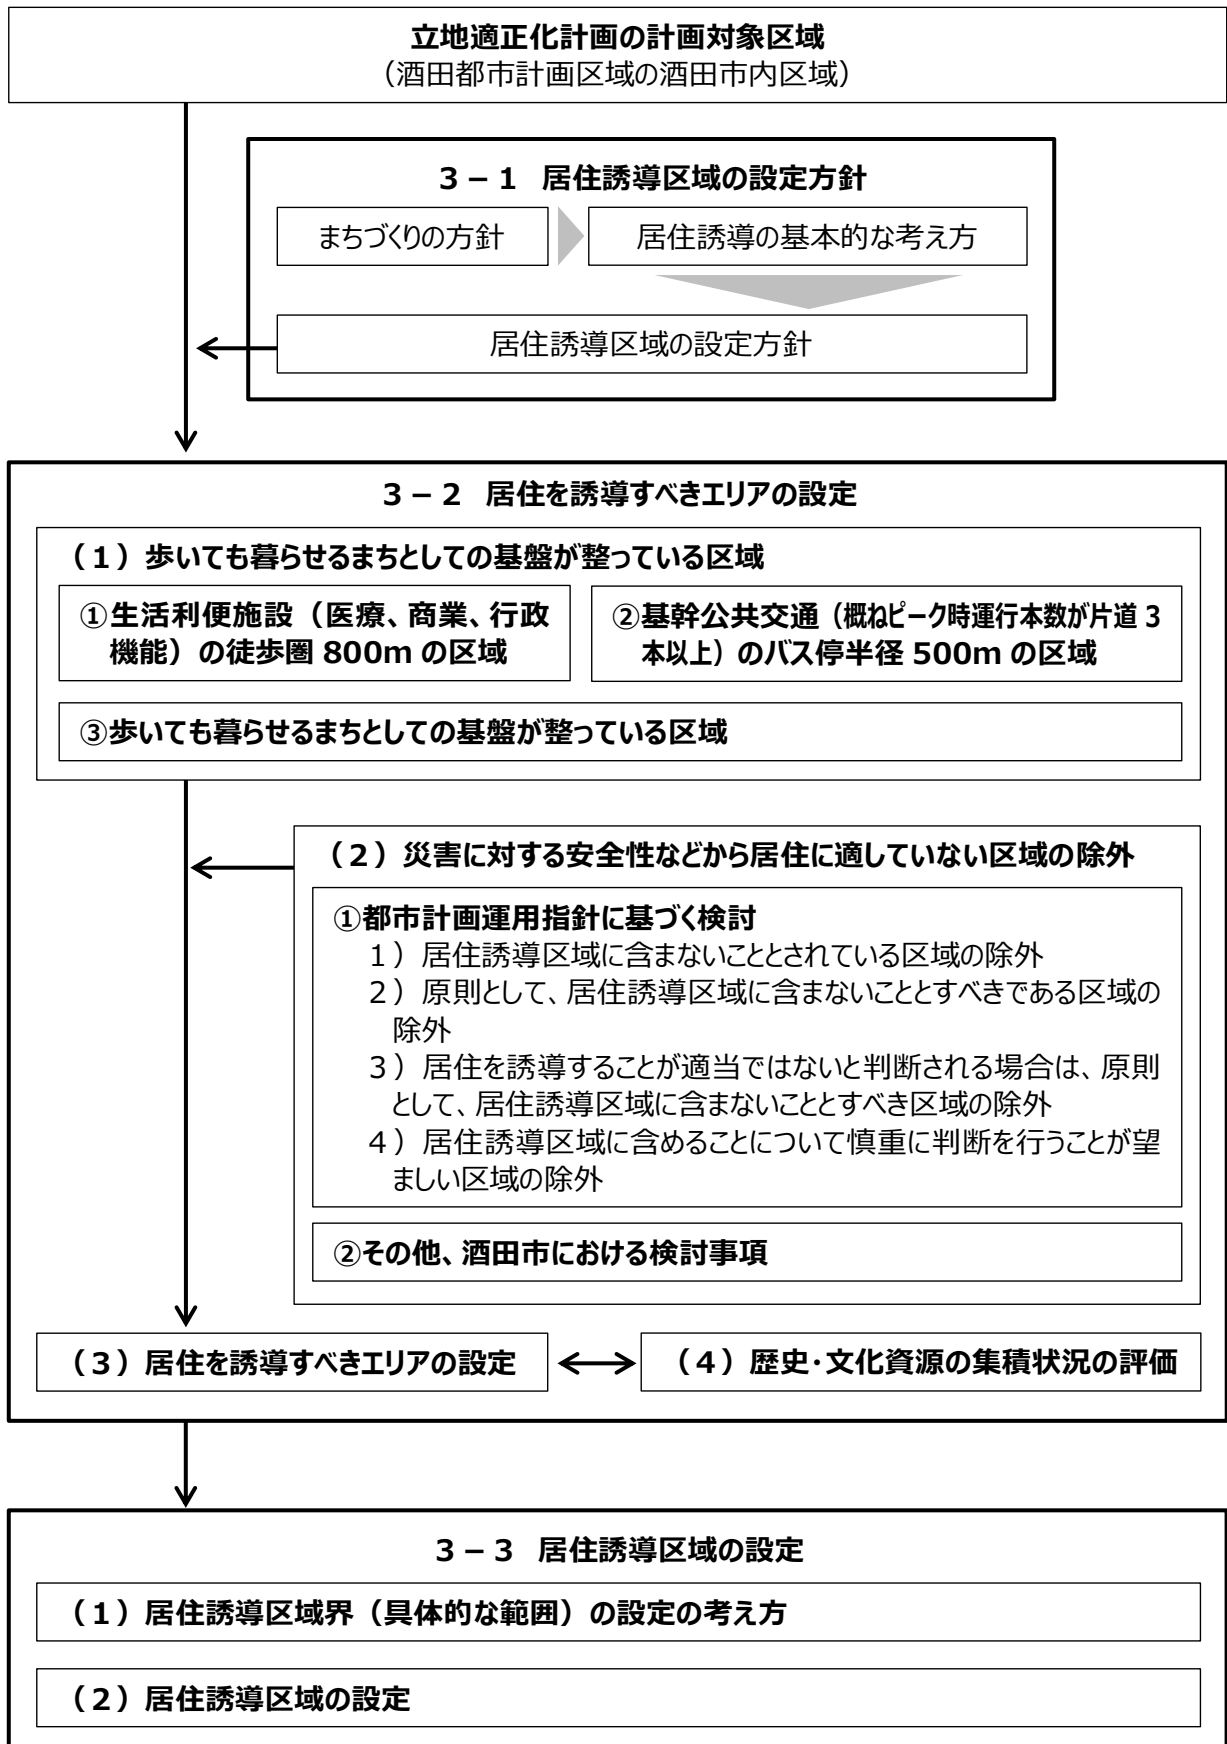 立地適正化計画の計画対象区域
（酒田都市計画区域の酒田市内区域）
３－１ 居住誘導区域の設定方針
まちづくりの方針
居住誘導の基本的な考え方
居住誘導区域の設定方針
３－２ 居住を誘導すべきエリアの設定
（１）歩いても暮らせるまちとしての基盤が整っている区域
①生活利便施設（医療、商業、行政
機能）の徒歩圏 800m の区域
②基幹公共交通（概ねピーク時運行本数が片道 3
本以上）のバス停半径 500m の区域
③歩いても暮らせるまちとしての基盤が整っている区域
（２）災害に対する安全性などから居住に適していない区域の除外
①都市計画運用指針に基づく検討
１）居住誘導区域に含まないこととされている区域の除外
２）原則として、居住誘導区域に含まないこととすべきである区域の
除外
３）居住を誘導することが適当ではないと判断される場合は、原則
として、居住誘導区域に含まないこととすべき区域の除外
４）居住誘導区域に含めることについて慎重に判断を行うことが望
ましい区域の除外
②その他、酒田市における検討事項
（３）居住を誘導すべきエリアの設定
（４）歴史・文化資源の集積状況の評価
３－３ 居住誘導区域の設定
（１）居住誘導区域界（具体的な範囲）の設定の考え方
（２）居住誘導区域の設定